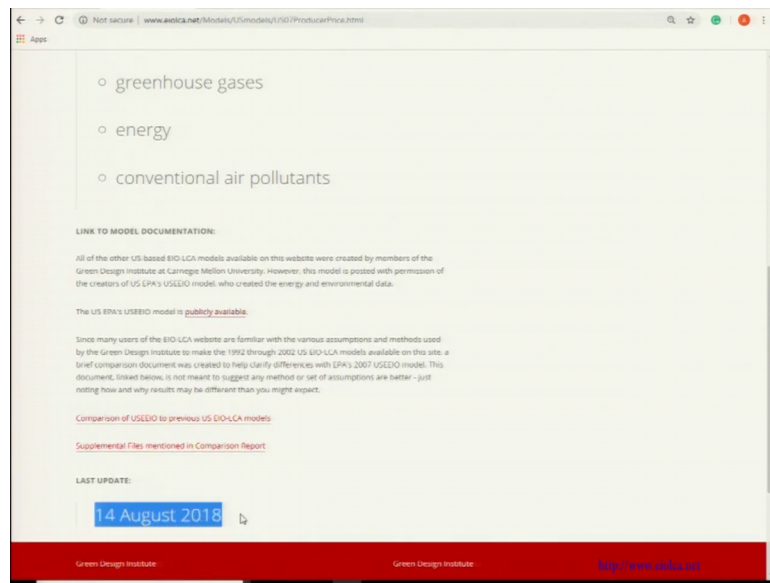 Not secure | www.eiolca.net/Models/USmodels/US07ProducerPrice.html
Apps
greenhouse gases
energy
conventional air pollutants
LINK TO MODEL DOCUMENTATION:
All of the other US-based EIO-LCA models available on this website were created by members of the
Green Design Institute at Carnegie Mellon University. However, this model is posted with permission of
the creators of US EPA's USEEIO model, who created the energy and environmental data.
The US EPA's USEEIO model is publicly available.
Since many users of the EIO-LCA website are familiar with the various assumptions and methods used
by the Green Design Institute to make the 1992 through 2002 US EIO-LCA models available on this site, a
brief comparison document was created to help clarify differences with EPA's 2007 USEEIO model. This
document, linked below, is not meant to suggest any method or set of assumptions are better - just
noting how and why results may be different than you might expect.
Comparison of USEEIO to previous US EIO-LCA models
Supplemental Files mentioned in Comparison Report
LAST UPDATE:
14 August 2018
Green Design Institute Green Design Institute http://www.eiolca.net